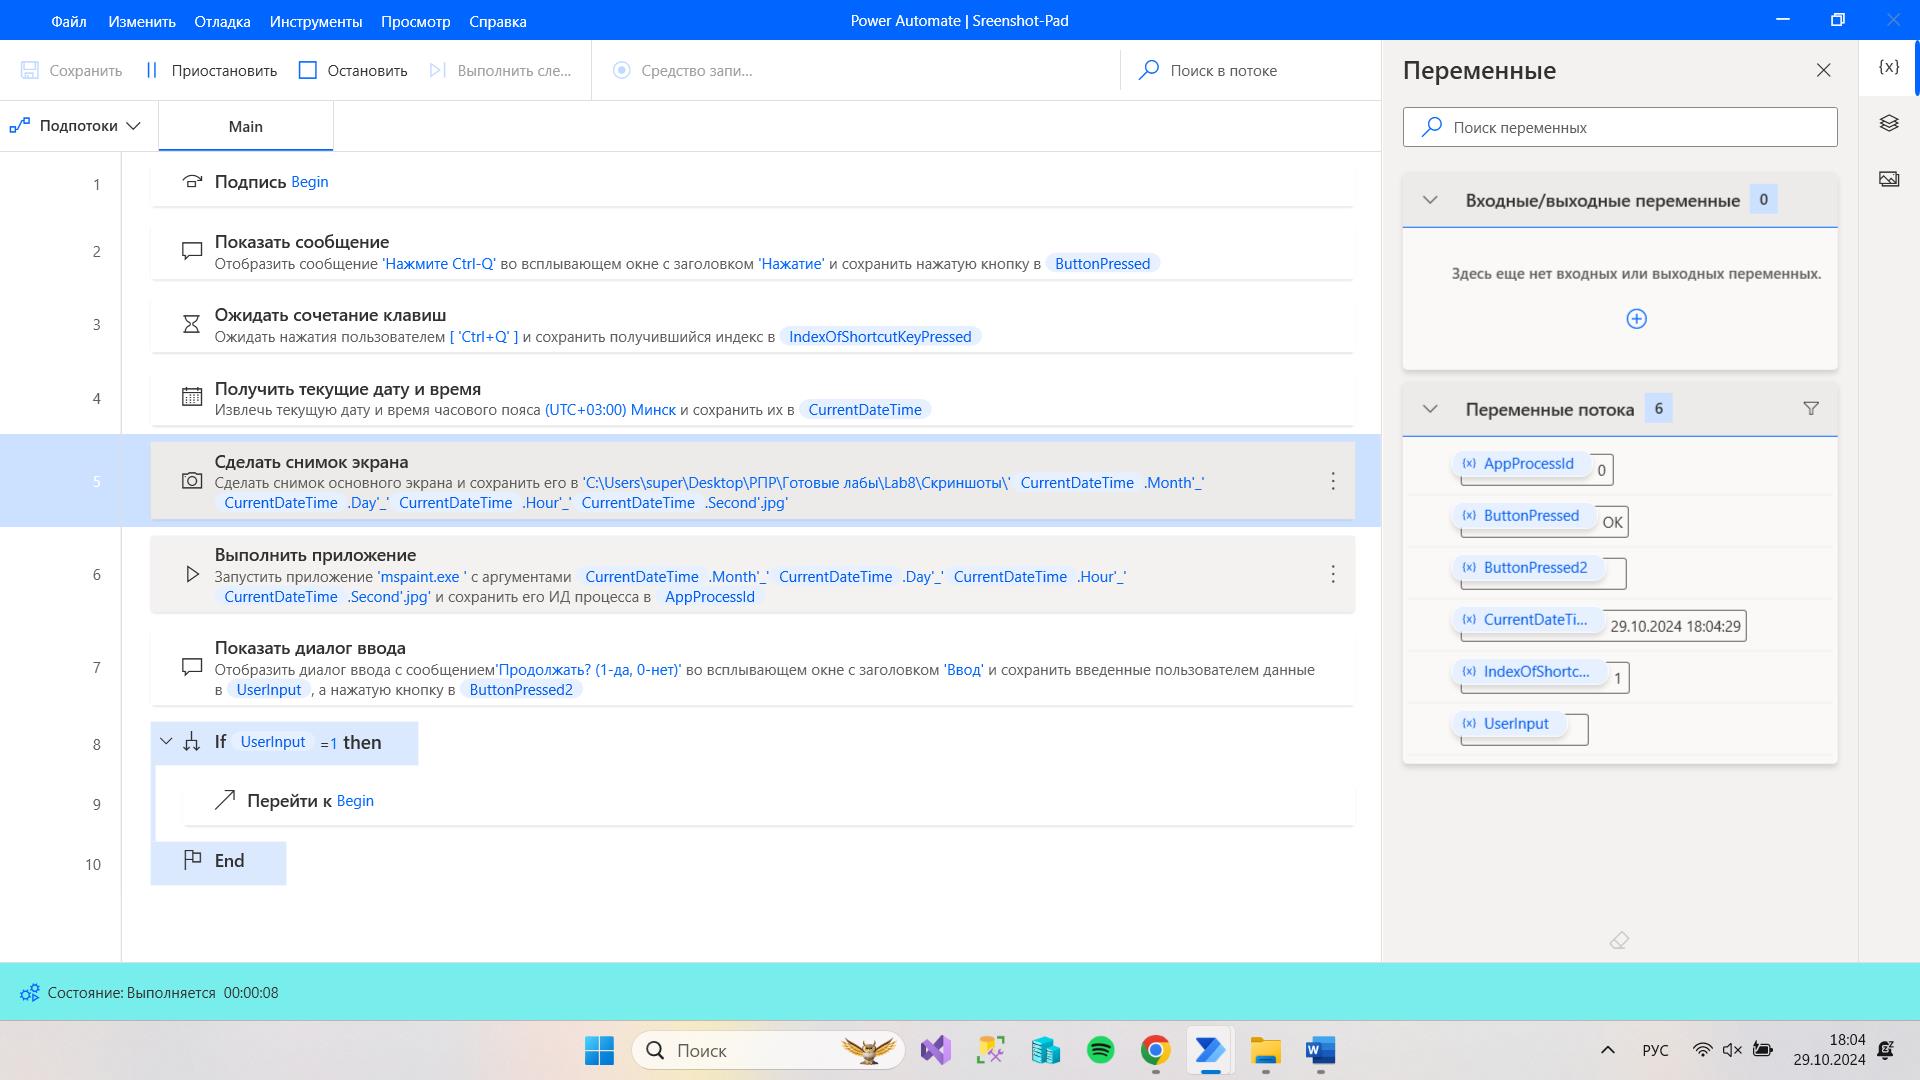 Файл Изменить Отладка Инструменты Просмотр Справка
Power Automate | Sreenshot-Pad
Сохранить Приостановить Остановить Выполнить сле... Средство запи... Поиск в потоке
Подпотоки Main
1 Подпись Begin
2 Показать сообщение
Отобразить сообщение 'Нажмите Ctrl-Q' во всплывающем окне с заголовком 'Нажатие' и сохранить нажатую кнопку в ButtonPressed
3 Ожидать сочетание клавиш
Ожидать нажатия пользователем [ 'Ctrl+Q' ] и сохранить получившийся индекс в IndexOfShortcutKeyPressed
4 Получить текущие дату и время
Извлечь текущую дату и время часового пояса (UTC+03:00) Минск и сохранить их в CurrentDateTime
5 Сделать снимок экрана
Сделать снимок основного экрана и сохранить его в 'C:\Users\super\Desktop\РПР\Готовые лабы\Lab8\Скриншоты\' CurrentDateTime .Month'_'
CurrentDateTime .Day'_' CurrentDateTime .Hour'_' CurrentDateTime .Second'.jpg'
6 Выполнить приложение
Запустить приложение 'mspaint.exe ' с аргументами CurrentDateTime .Month'_' CurrentDateTime .Day'_' CurrentDateTime .Hour'_'
CurrentDateTime .Second'.jpg' и сохранить его ИД процесса в AppProcessId
7 Показать диалог ввода
Отобразить диалог ввода с сообщением'Продолжать? (1-да, 0-нет)' во всплывающем окне с заголовком 'Ввод' и сохранить введенные пользователем данные
в UserInput , а нажатую кнопку в ButtonPressed2
8 If UserInput =1 then
9 Перейти к Begin
10 End
Переменные
{x}
Поиск переменных
Входные/выходные переменные 0
Здесь еще нет входных или выходных переменных.
Переменные потока 6
{x} AppProcessId 0
{x} ButtonPressed OK
{x} ButtonPressed2
{x} CurrentDateTi... 29.10.2024 18:04:29
{x} IndexOfShortc... 1
{x} UserInput
Состояние: Выполняется 00:00:08
Поиск
РУС
18:04
29.10.2024